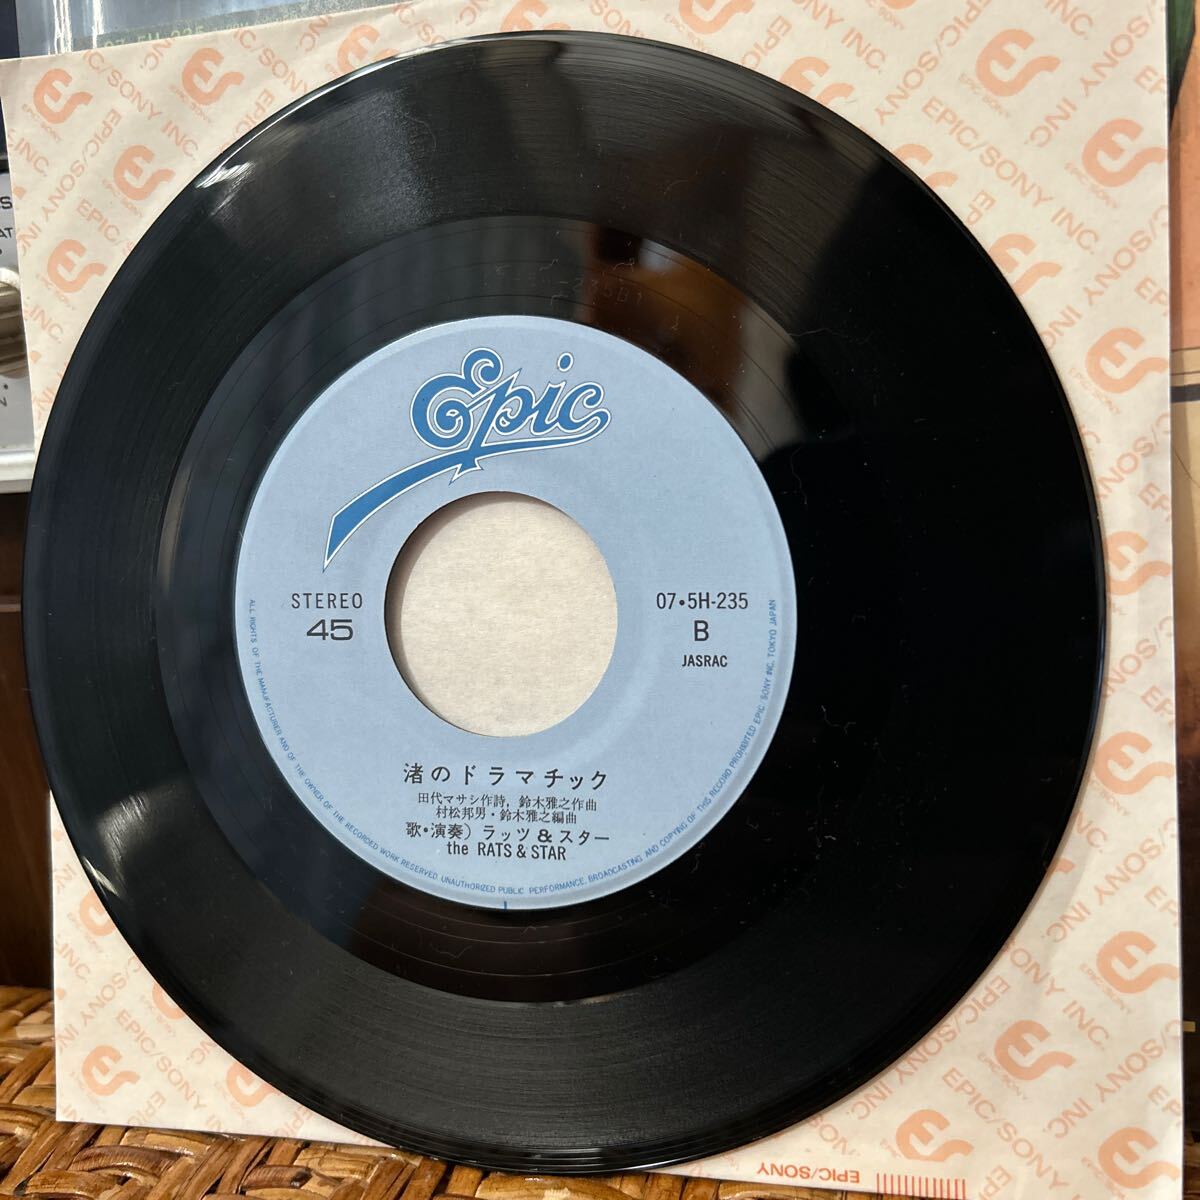 Epic
STEREO
45
07・5H-235
B
JASRAC
渚のドラマチック
田代マサシ作詩, 鈴木雅之作曲
村松邦男・鈴木雅之編曲
歌・演奏) ラッツ&スター
the RATS & STAR
ALL RIGHTS OF THE MANUFACTURER AND OF THE OWNER OF THE RECORDED WORK RESERVED. UNAUTHORIZED PUBLIC PERFORMANCE, BROADCASTING AND COPYING OF THIS RECORD PROHIBITED EPIC/SONY INC. TOKYO JAPAN
EPIC/SONY INC.
EPIC/SONY